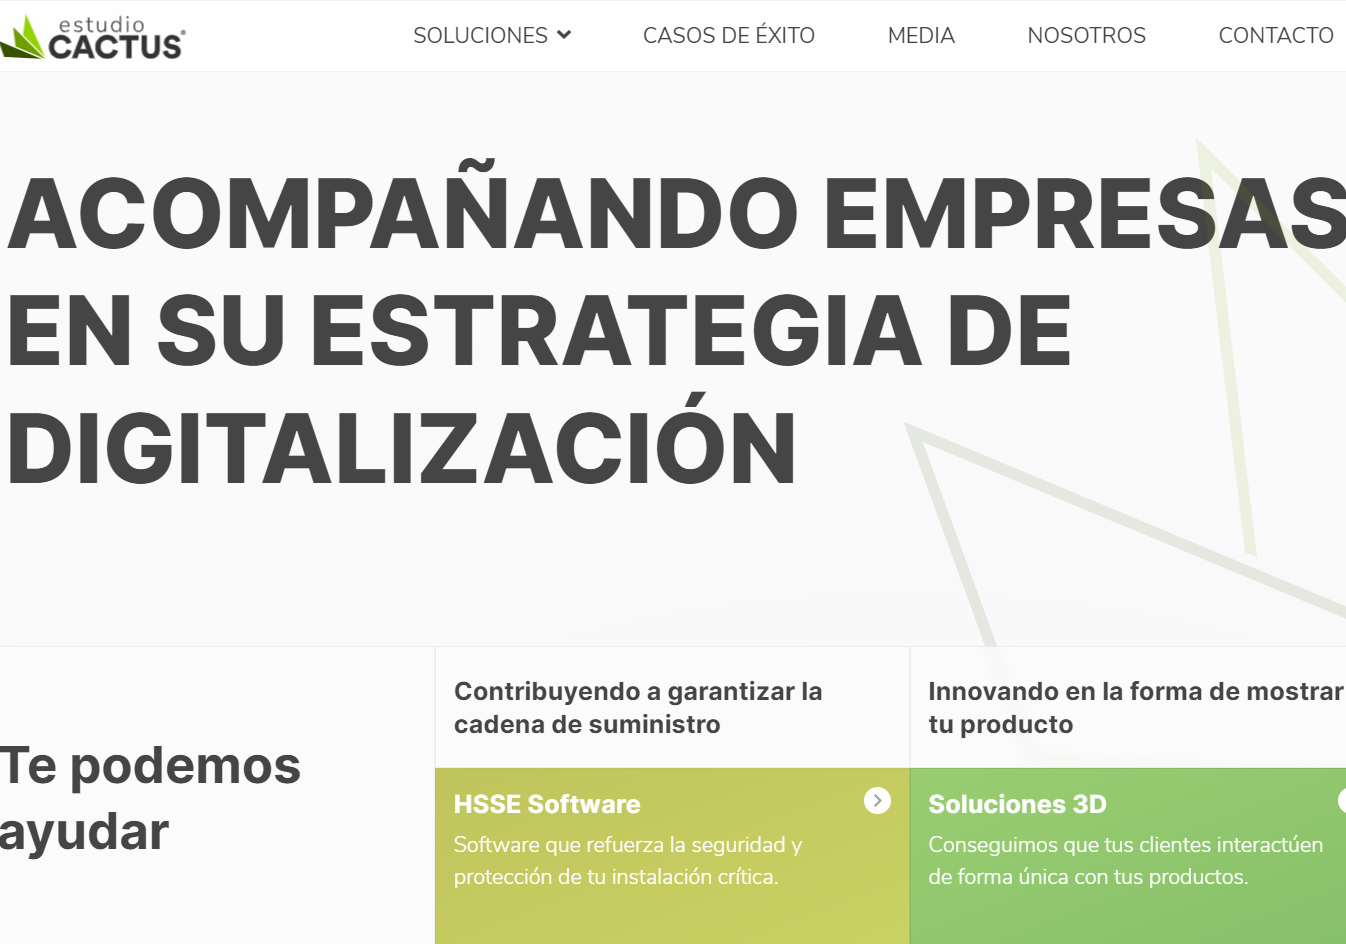 estudio
CACTUS®
SOLUCIONES
CASOS DE ÉXITO
MEDIA
NOSOTROS
CONTACTO
ACOMPAÑANDO EMPRESAS
EN SU ESTRATEGIA DE
DIGITALIZACIÓN
Te podemos
ayudar
Contribuyendo a garantizar la
cadena de suministro
HSSE Software
Software que refuerza la seguridad y
protección de tu instalación crítica.
Innovando en la forma de mostrar
tu producto
Soluciones 3D
Conseguimos que tus clientes interactúen
de forma única con tus productos.